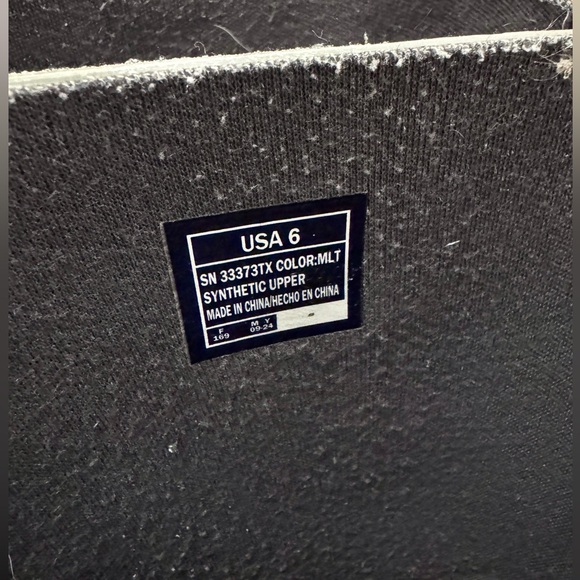 USA 6
SN 33373TX COLOR:MLT
SYNTHETIC UPPER
MADE IN CHINA/HECHO EN CHINA
F M Y
169 09-24